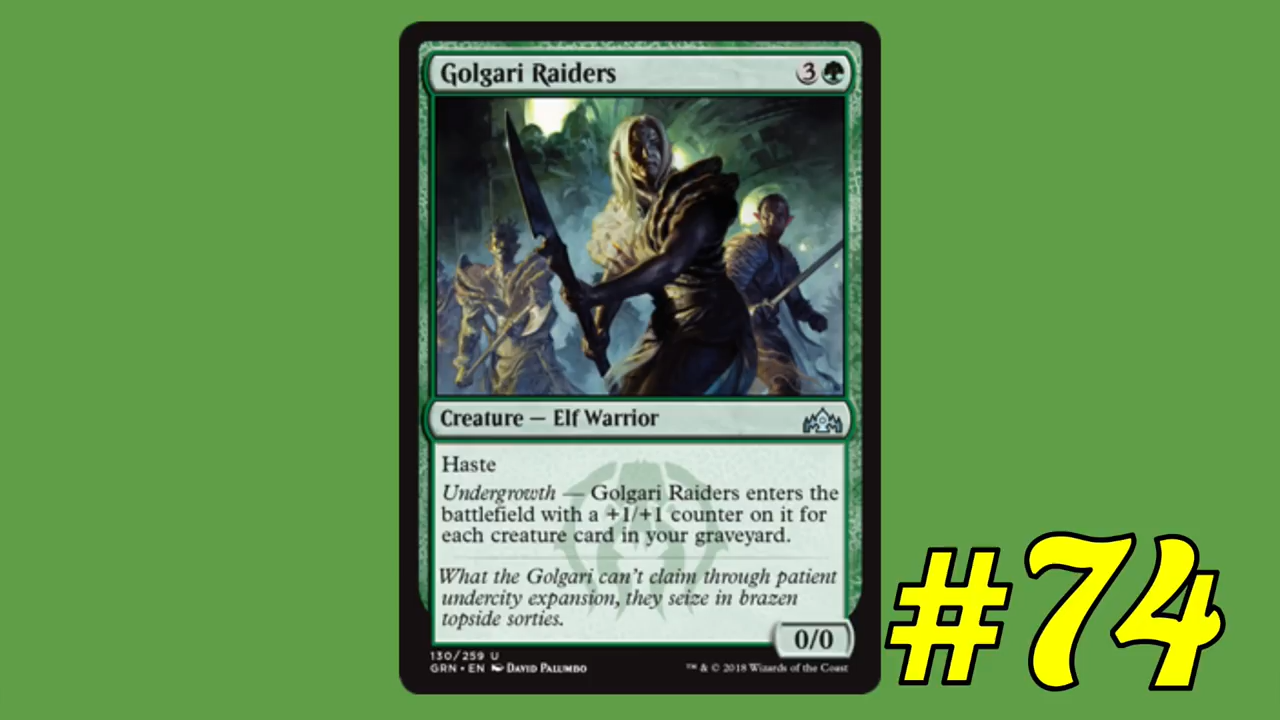 Golgari Raiders 3
Creature — Elf Warrior
Haste
Undergrowth — Golgari Raiders enters the
battlefield with a +1/+1 counter on it for
each creature card in your graveyard.
What the Golgari can't claim through patient
undercity expansion, they seize in brazen
topside sorties.
0/0
130/259 U
GRN • EN David Palumbo
™ & © 2018 Wizards of the Coast
#74